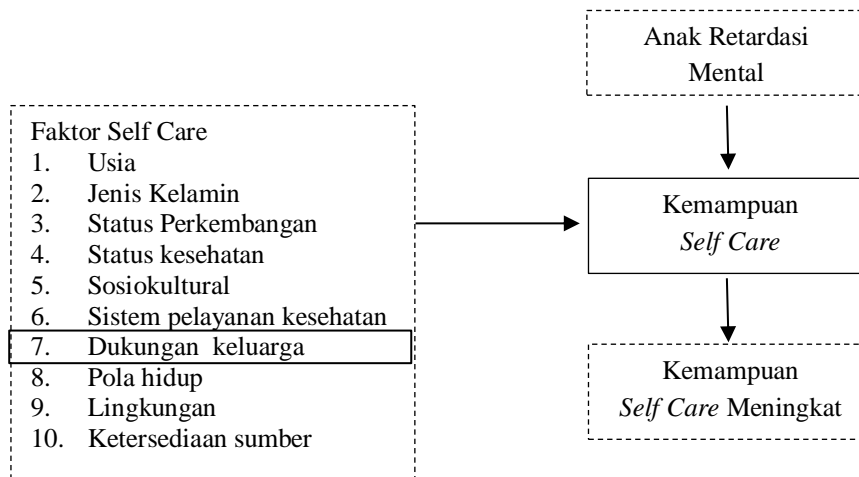 Anak Retardasi
Mental
Faktor Self Care
1. Usia
2. Jenis Kelamin
3. Status Perkembangan
4. Status kesehatan
5. Sosiokultural
6. Sistem pelayanan kesehatan
7. Dukungan keluarga
8. Pola hidup
9. Lingkungan
10. Ketersediaan sumber
Kemampuan
Self Care
Kemampuan
Self Care Meningkat